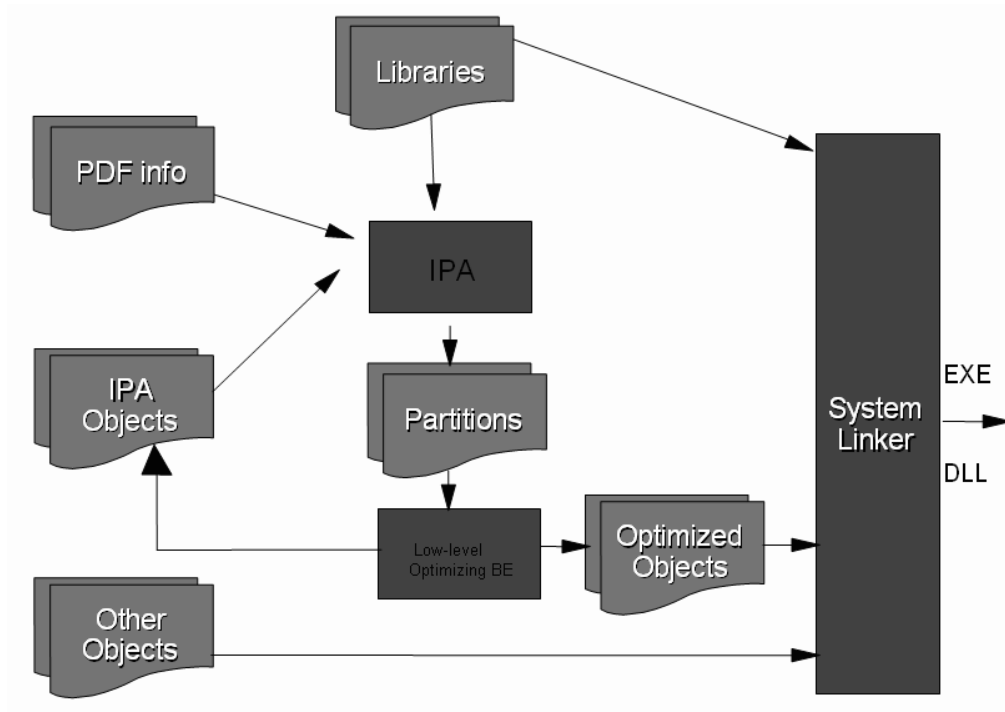 Libraries
PDF info
IPA
IPA
Objects
Partitions
EXE
System
Linker
DLL
Low-level
Optimizing BE
Optimized
Objects
Other
Objects